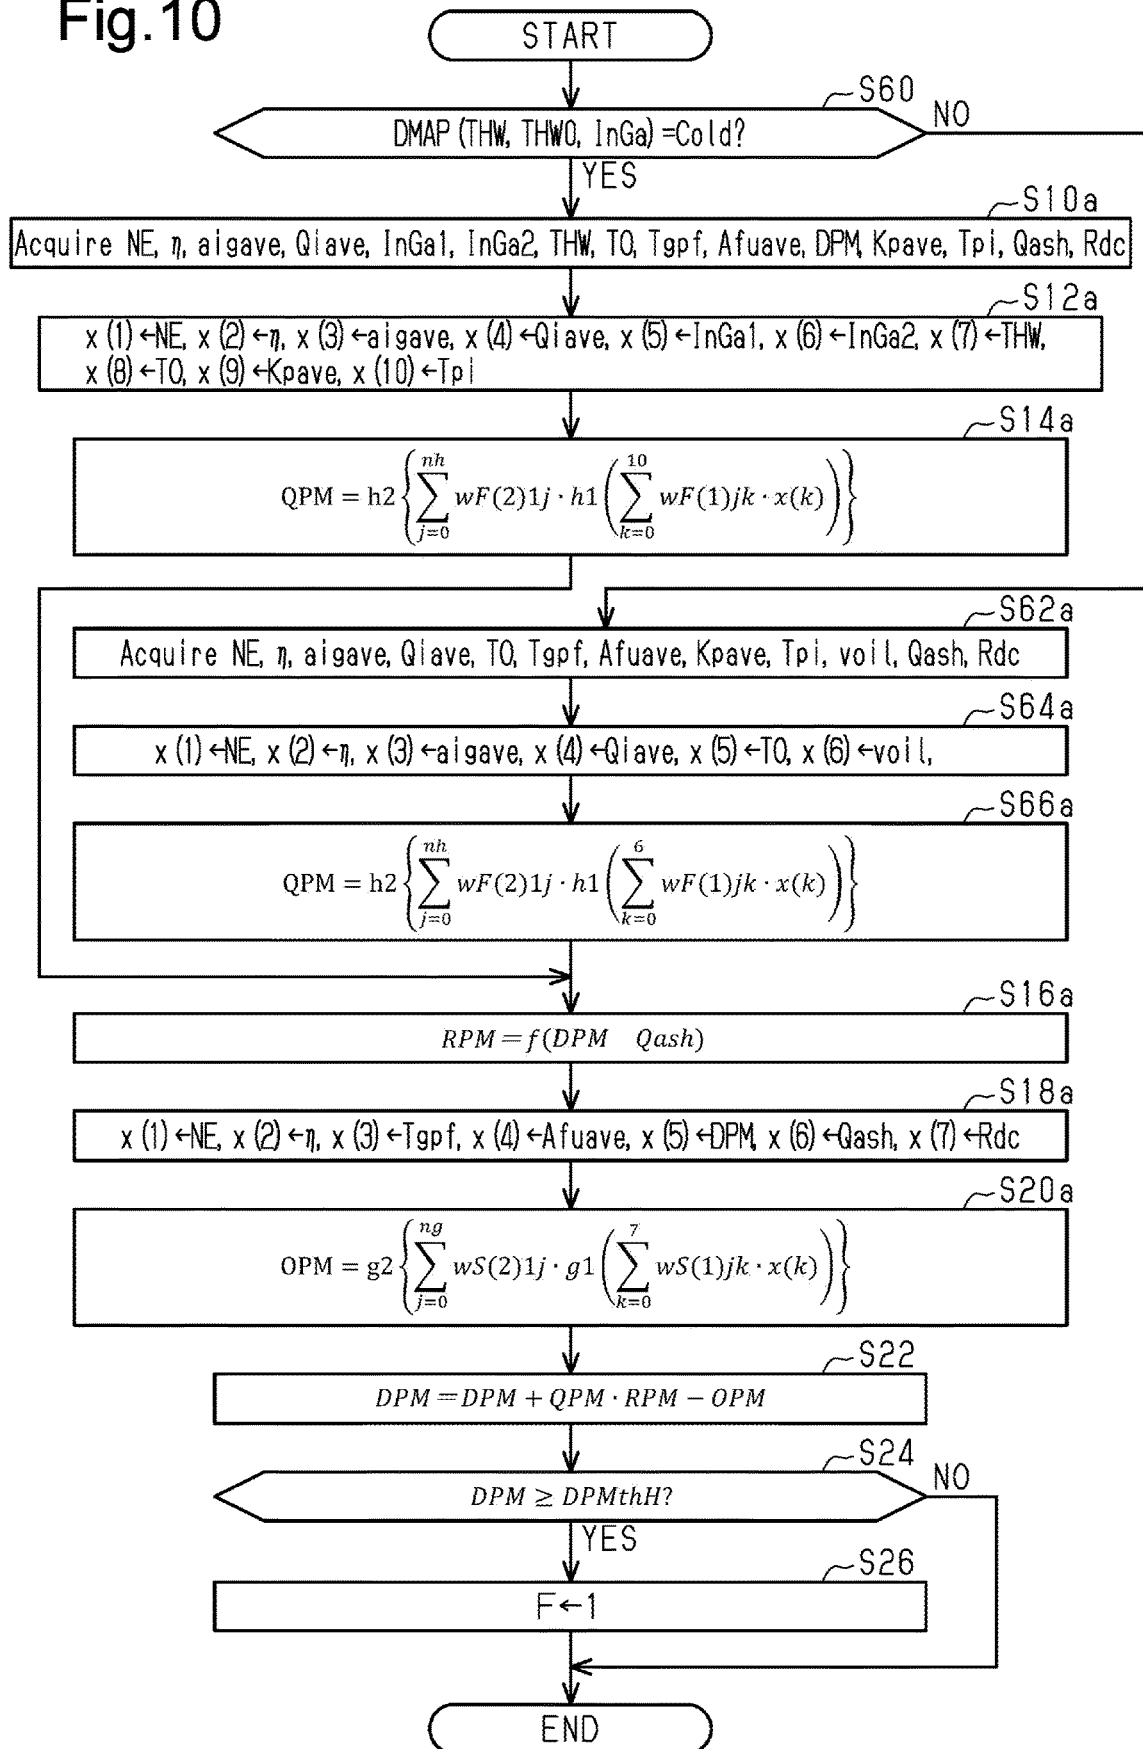 Fig.10
START
S60
DMAP (THW, THWO, InGa) =Cold?
NO
YES
S10a
Acquire NE, η, aigave, Qiave, InGa1, InGa2, THW, TO, Tgpf, Afuave, DPM, Kpave, Tpi, Qash, Rdc
S12a
x (1) ←NE, x (2) ←η, x (3) ←aigave, x (4) ←Qiave, x (5) ←InGa1, x (6) ←InGa2, x (7) ←THW,
x (8) ←TO, x (9) ←Kpave, x (10) ←Tpi
S14a
QPM = h2{∑_{j=0}^{nh} wF(2)1j · h1(∑_{k=0}^{10} wF(1)jk · x(k))}
S62a
Acquire NE, η, aigave, Qiave, TO, Tgpf, Afuave, Kpave, Tpi, voil, Qash, Rdc
S64a
x (1) ←NE, x (2) ←η, x (3) ←aigave, x (4) ←Qiave, x (5) ←TO, x (6) ←voil,
S66a
QPM = h2{∑_{j=0}^{nh} wF(2)1j · h1(∑_{k=0}^{6} wF(1)jk · x(k))}
S16a
RPM = f(DPM Qash)
S18a
x (1) ←NE, x (2) ←η, x (3) ←Tgpf, x (4) ←Afuave, x (5) ←DPM, x (6) ←Qash, x (7) ←Rdc
S20a
OPM = g2{∑_{j=0}^{ng} wS(2)1j · g1(∑_{k=0}^{7} wS(1)jk · x(k))}
S22
DPM = DPM + QPM · RPM − OPM
S24
DPM ≥ DPMthH?
NO
YES
S26
F←1
END